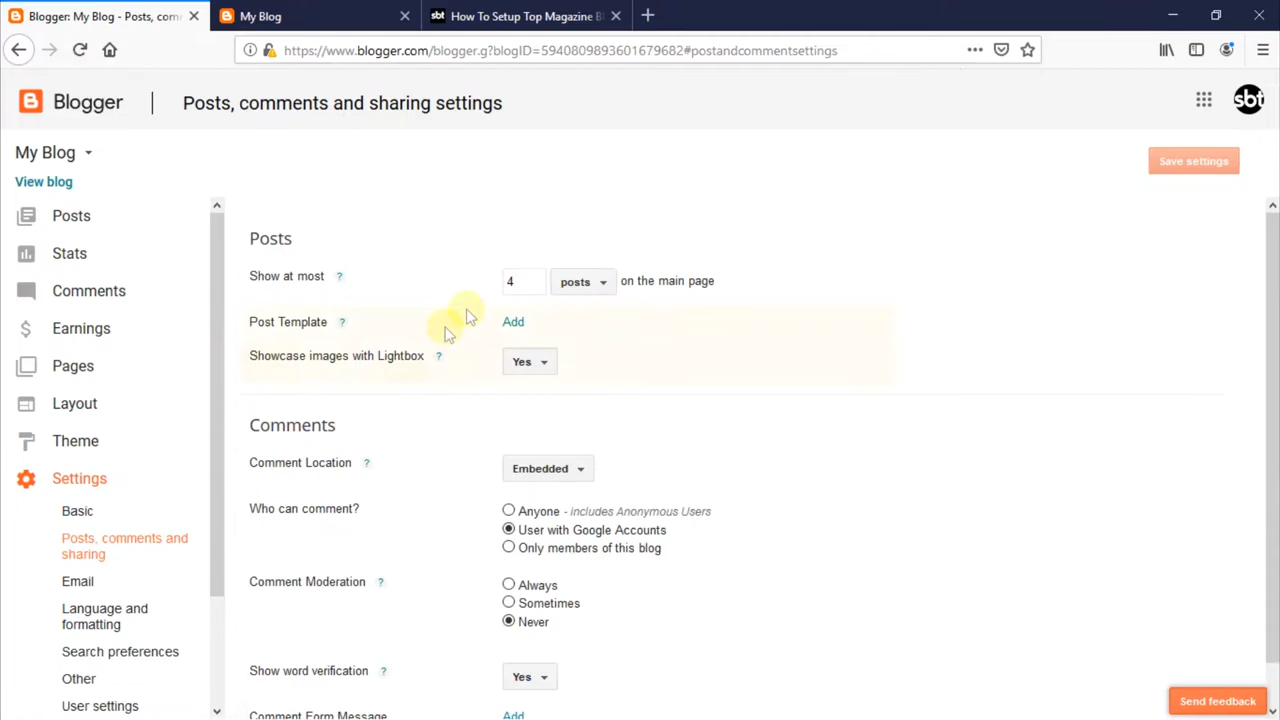 Blogger: My Blog - Posts, com
My Blog
sbt How To Setup Top Magazine B
https://www.blogger.com/blogger.g?blogID=5940809893601679682#postandcommentsettings
Blogger
Posts, comments and sharing settings
sbt
My Blog
Save settings
View blog
Posts
Stats
Comments
Earnings
Pages
Layout
Theme
Settings
Basic
Posts, comments and
sharing
Email
Language and
formatting
Search preferences
Other
User settings
Posts
Show at most ? 4 posts on the main page
Post Template ? Add
Showcase images with Lightbox ? Yes
Comments
Comment Location ? Embedded
Who can comment? Anyone - includes Anonymous Users
User with Google Accounts
Only members of this blog
Comment Moderation ? Always
Sometimes
Never
Show word verification ? Yes
Comment Form Message Add
Send feedback